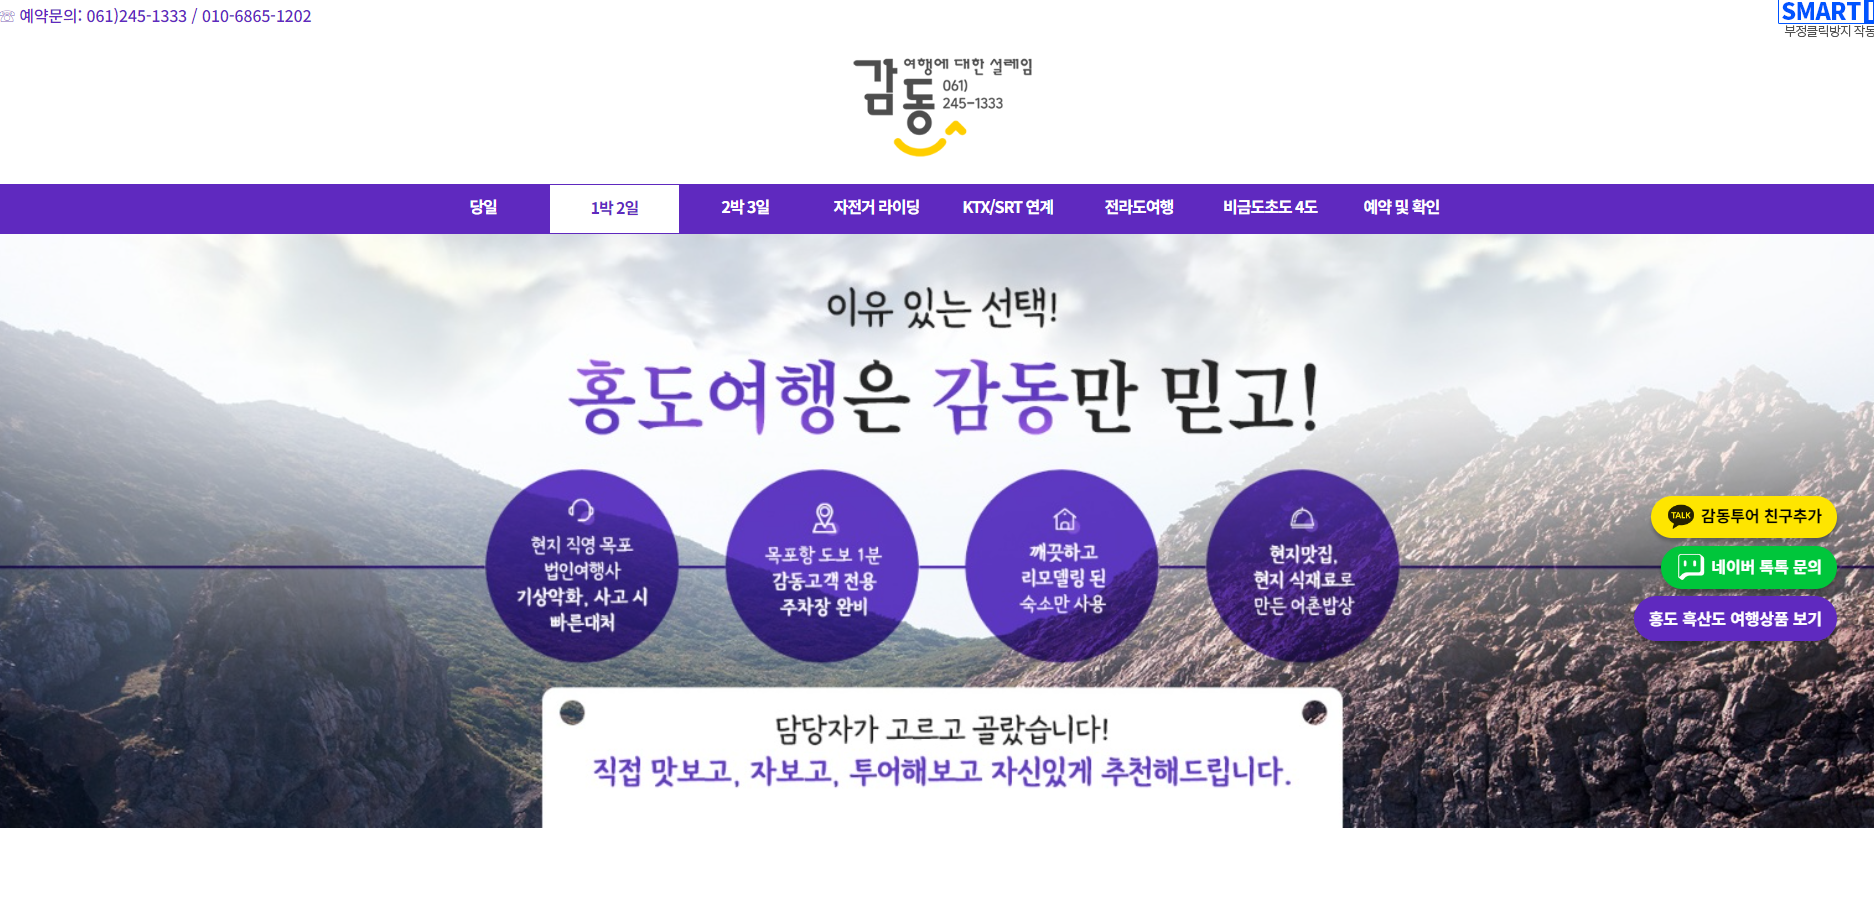 ☏ 예약문의: 061)245-1333 / 010-6865-1202
SMART
부정클릭방지 작동
감동
여행에 대한 설레임
061)
245-1333
당일
1박 2일
2박 3일
자전거 라이딩
KTX/SRT 연계
전라도여행
비금도초도 4도
예약 및 확인
이유 있는 선택!
홍도여행은 감동만 믿고!
현지 직영 목포
법인여행사
기상악화, 사고 시
빠른대처
목포항 도보 1분
감동고객 전용
주차장 완비
깨끗하고
리모델링 된
숙소만 사용
현지맛집,
현지 식재료로
만든 어촌밥상
TALK 감동투어 친구추가
네이버 톡톡 문의
홍도 흑산도 여행상품 보기
담당자가 고르고 골랐습니다!
직접 맛보고, 자보고, 투어해보고 자신있게 추천해드립니다.